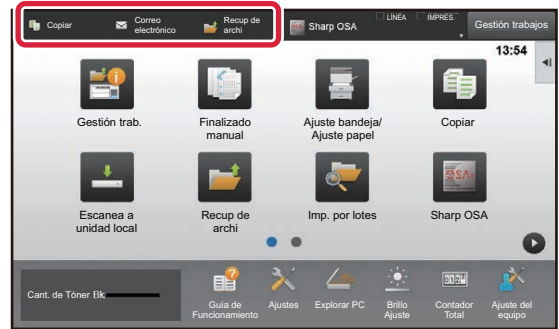 Copiar
Correo
electrónico
Recup de
archi
Sharp OSA
LÍNEA
IMPRES.
Gestión trabajos
13:54
Gestión trab.
Finalizado
manual
Ajuste bandeja/
Ajuste papel
Copiar
Escanea a
unidad local
Recup de
archi
Imp. por lotes
Sharp OSA
Cant. de Tóner Bk
Guía de
Funcionamiento
Ajustes
Explorar PC
Brillo
Ajuste
Contador
Total
Ajuste del
equipo